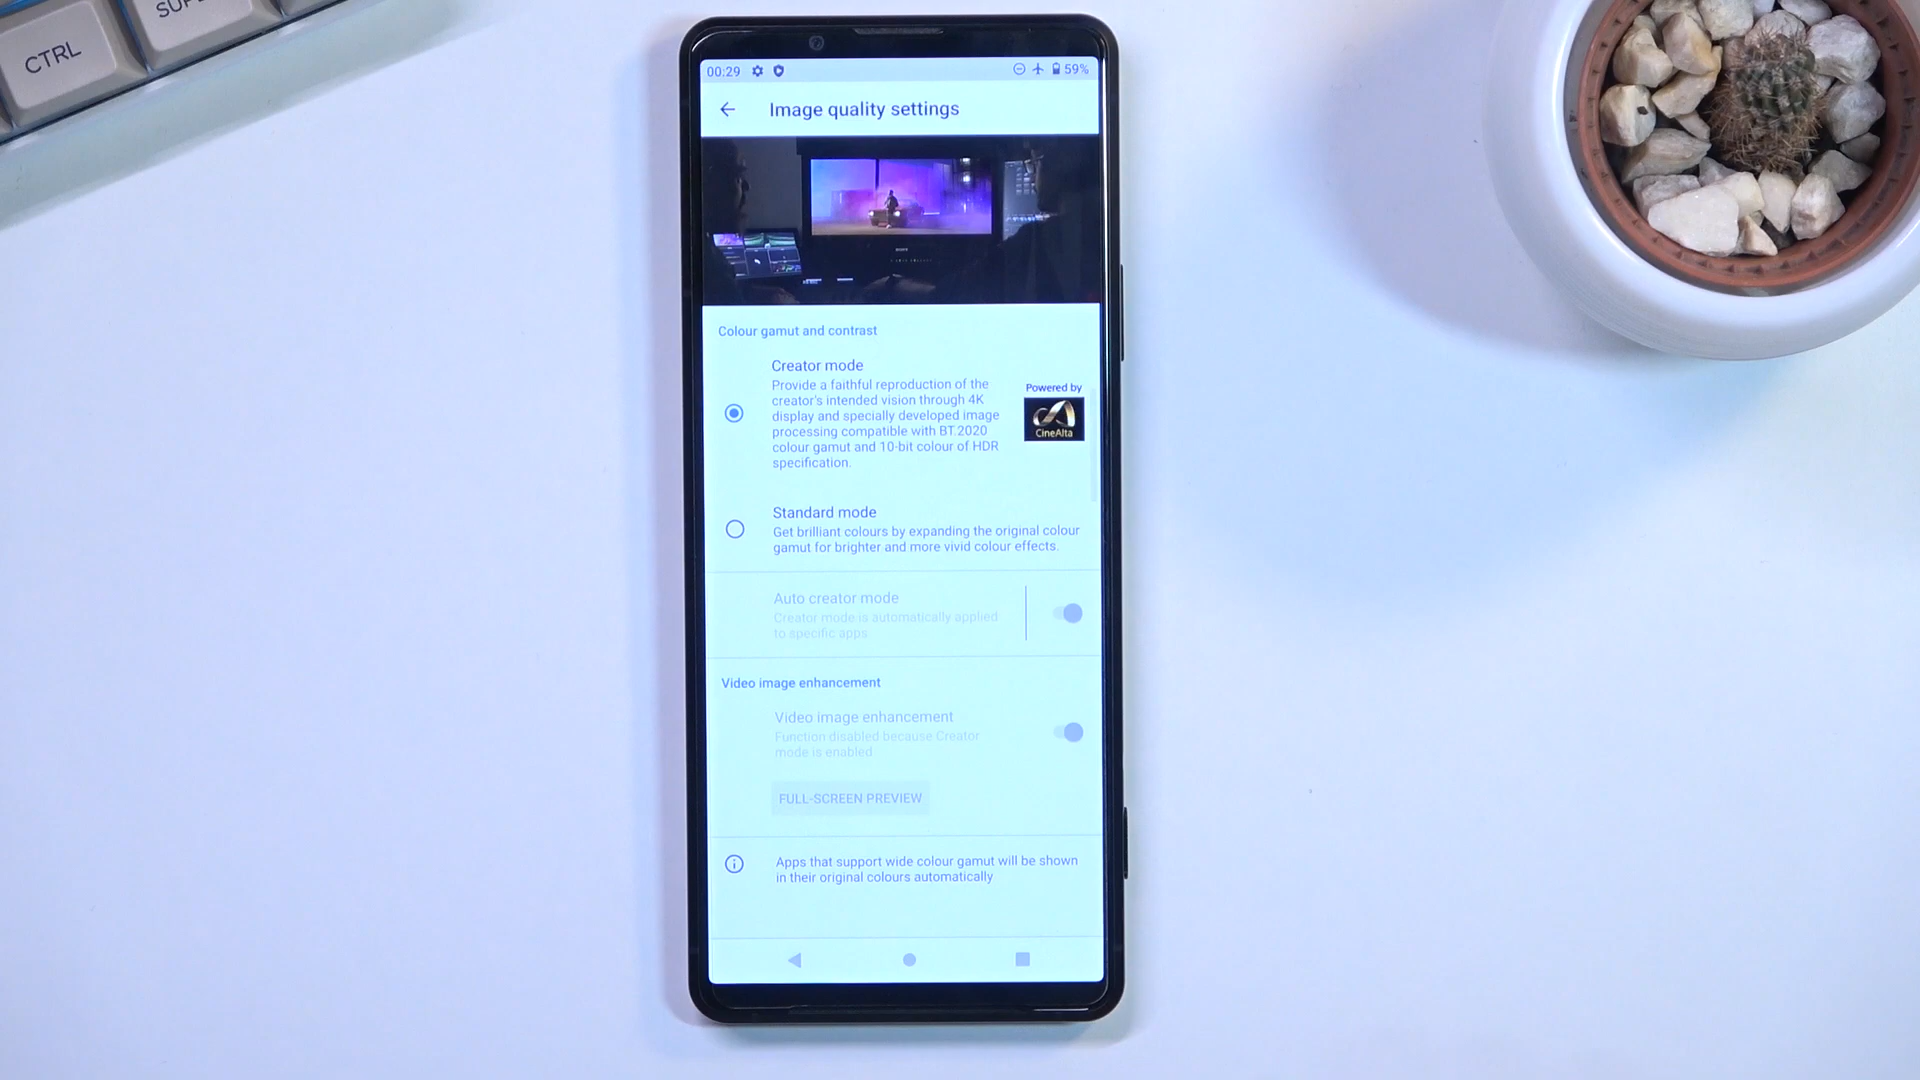 CTRL
00:29
59%
Image quality settings
Colour gamut and contrast
Creator mode
Provide a faithful reproduction of the
creator's intended vision through 4K
display and specially developed image
processing compatible with BT.2020
colour gamut and 10-bit colour of HDR
specification.
Powered by
CineAlta
Standard mode
Get brilliant colours by expanding the original colour
gamut for brighter and more vivid colour effects.
Auto creator mode
Creator mode is automatically applied
to specific apps
Video image enhancement
Video image enhancement
Function disabled because Creator
mode is enabled
FULL-SCREEN PREVIEW
Apps that support wide colour gamut will be shown
in their original colours automatically